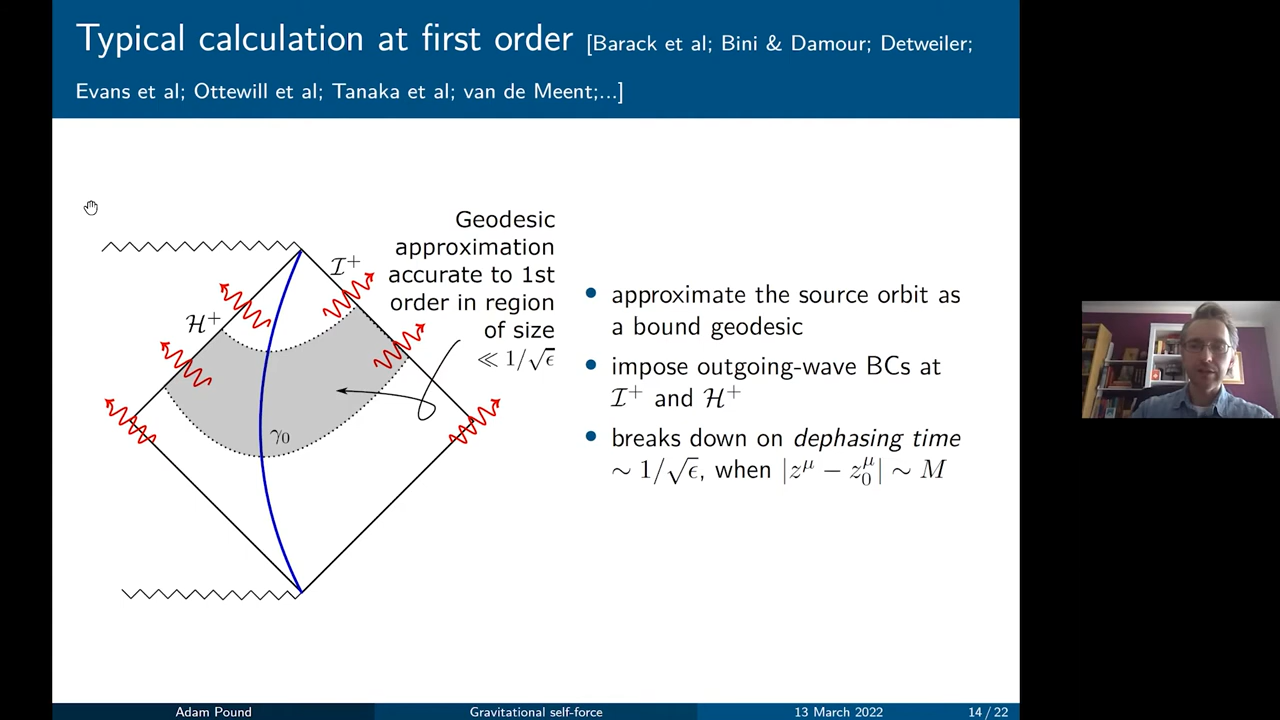 Typical calculation at first order [Barack et al; Bini & Damour; Detweiler;
Evans et al; Ottewill et al; Tanaka et al; van de Meent;...]
Geodesic
approximation
accurate to 1st
order in region
of size
≪ 1/√ϵ
ℐ⁺
ℋ⁺
γ₀
• approximate the source orbit as
a bound geodesic
• impose outgoing-wave BCs at
ℐ⁺ and ℋ⁺
• breaks down on dephasing time
∼ 1/√ϵ, when |z^μ − z₀^μ| ∼ M
Adam Pound
Gravitational self-force
13 March 2022
14 / 22